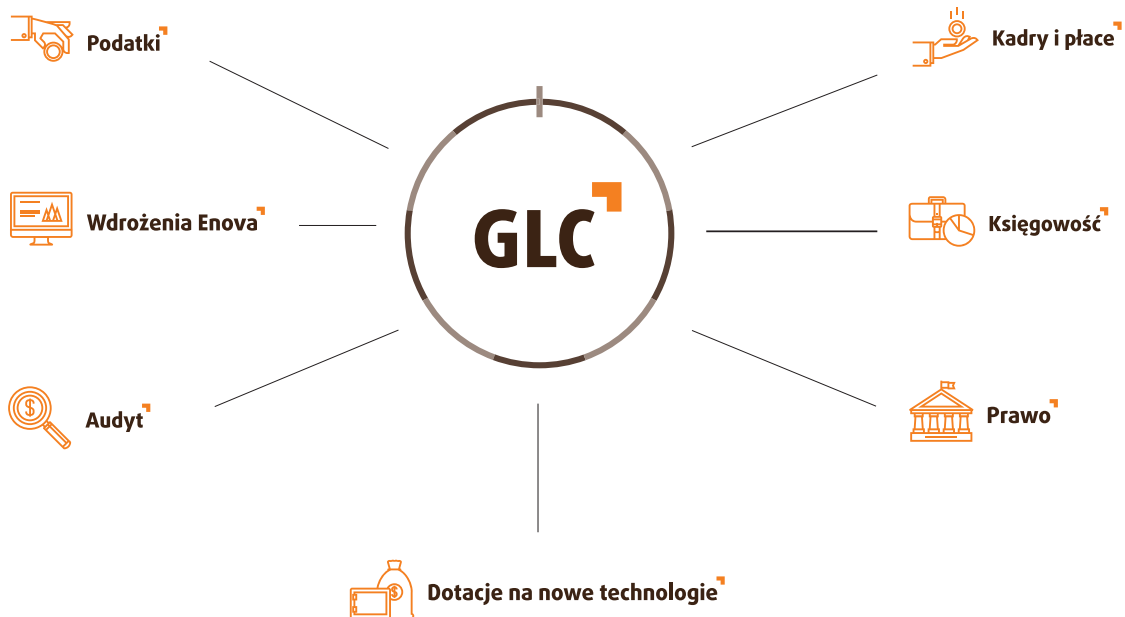 Podatki
Kadry i płace
Wdrożenia Enova
GLC
Księgowość
Audyt
Prawo
Dotacje na nowe technologie